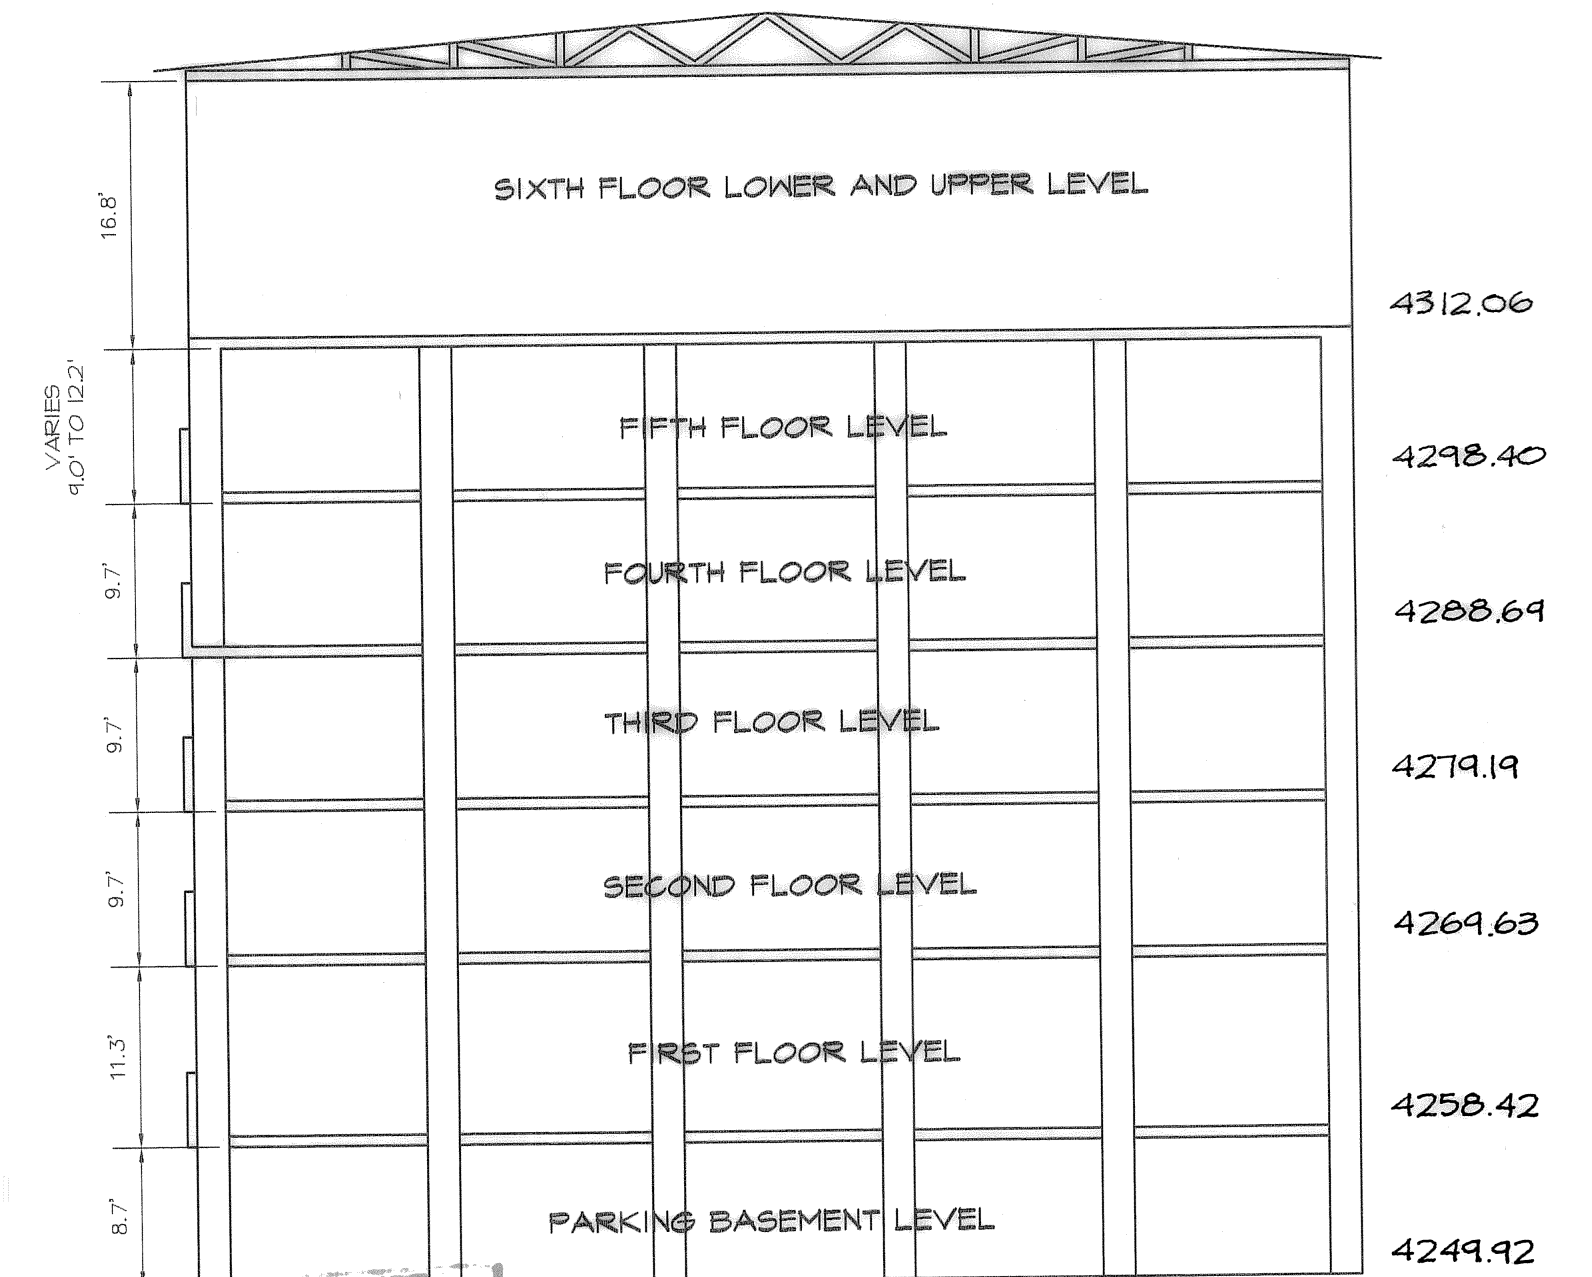 16.8'
SIXTH FLOOR LOWER AND UPPER LEVEL
4312.06
VARIES
9.0' TO 12.2'
FIFTH FLOOR LEVEL
4298.40
9.7'
FOURTH FLOOR LEVEL
4288.69
9.7'
THIRD FLOOR LEVEL
4279.19
9.7'
SECOND FLOOR LEVEL
4269.63
11.3'
FIRST FLOOR LEVEL
4258.42
8.7'
PARKING BASEMENT LEVEL
4249.92